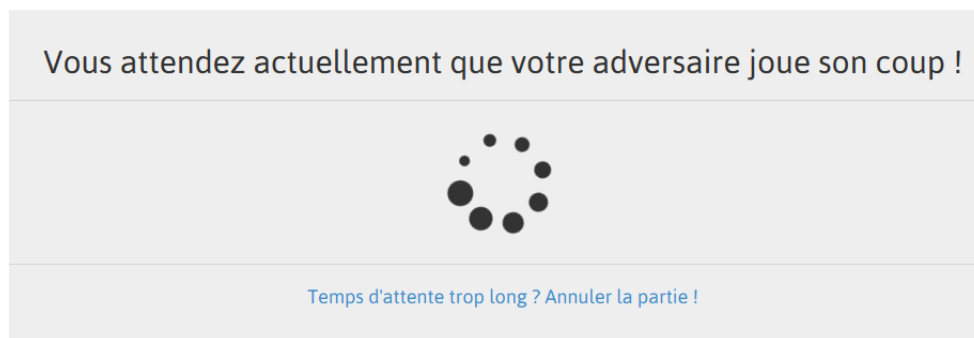 Vous attendez actuellement que votre adversaire joue son coup !
Temps d'attente trop long ? Annuler la partie !